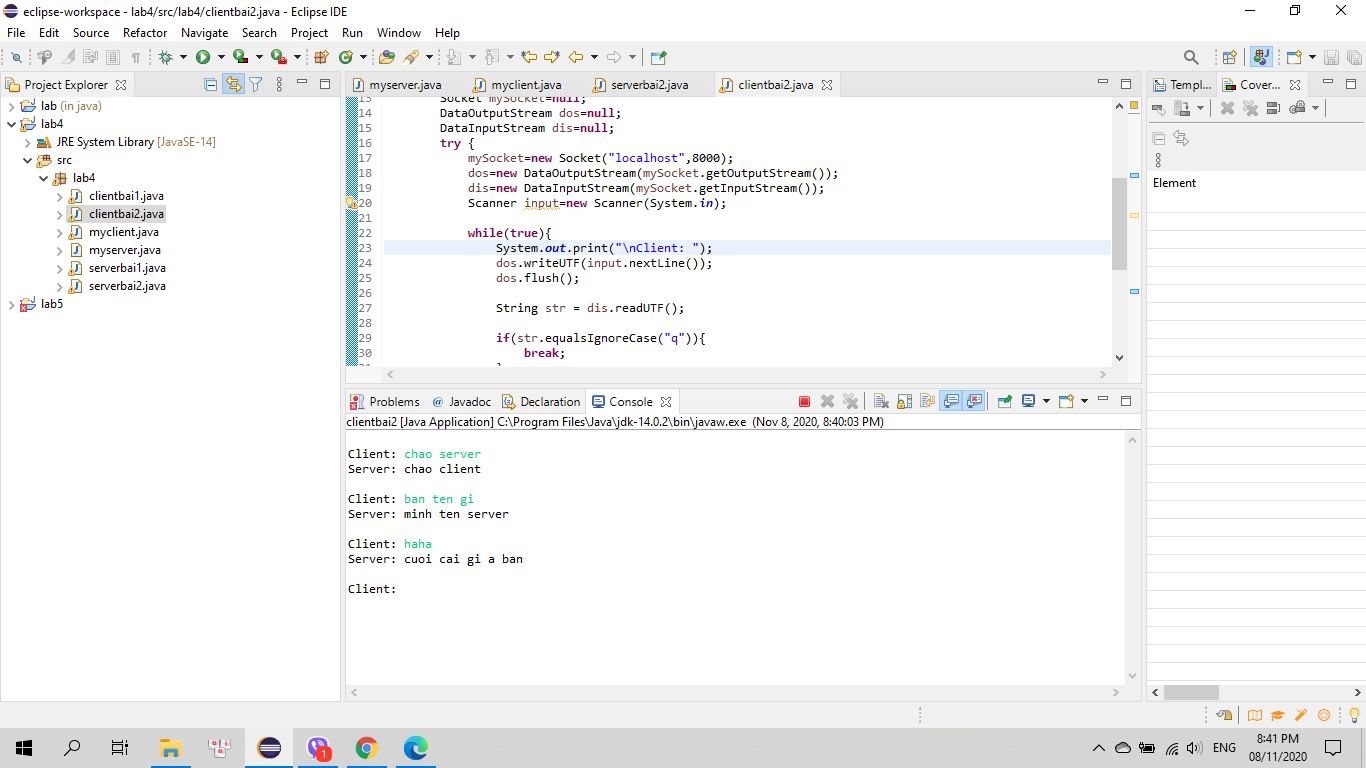 eclipse-workspace - lab4/src/lab4/clientbai2.java - Eclipse IDE
File Edit Source Refactor Navigate Search Project Run Window Help
Project Explorer
myserver.java
myclient.java
serverbai2.java
clientbai2.java
Templ...
Cover...
lab (in java)
lab4
JRE System Library [JavaSE-14]
src
lab4
clientbai1.java
clientbai2.java
myclient.java
myserver.java
serverbai1.java
serverbai2.java
lab5
13 Socket mySocket=null;
14 DataOutputStream dos=null;
15 DataInputStream dis=null;
16 try {
17 mySocket=new Socket("localhost",8000);
18 dos=new DataOutputStream(mySocket.getOutputStream());
19 dis=new DataInputStream(mySocket.getInputStream());
20 Scanner input=new Scanner(System.in);
21
22 while(true){
23 System.out.print("\nClient: ");
24 dos.writeUTF(input.nextLine());
25 dos.flush();
26
27 String str = dis.readUTF();
28
29 if(str.equalsIgnoreCase("q")){
30 break;
Element
Problems @ Javadoc Declaration Console
clientbai2 [Java Application] C:\Program Files\Java\jdk-14.0.2\bin\javaw.exe (Nov 8, 2020, 8:40:03 PM)
Client: chao server
Server: chao client
Client: ban ten gi
Server: minh ten server
Client: haha
Server: cuoi cai gi a ban
Client:
1
ENG
8:41 PM
08/11/2020